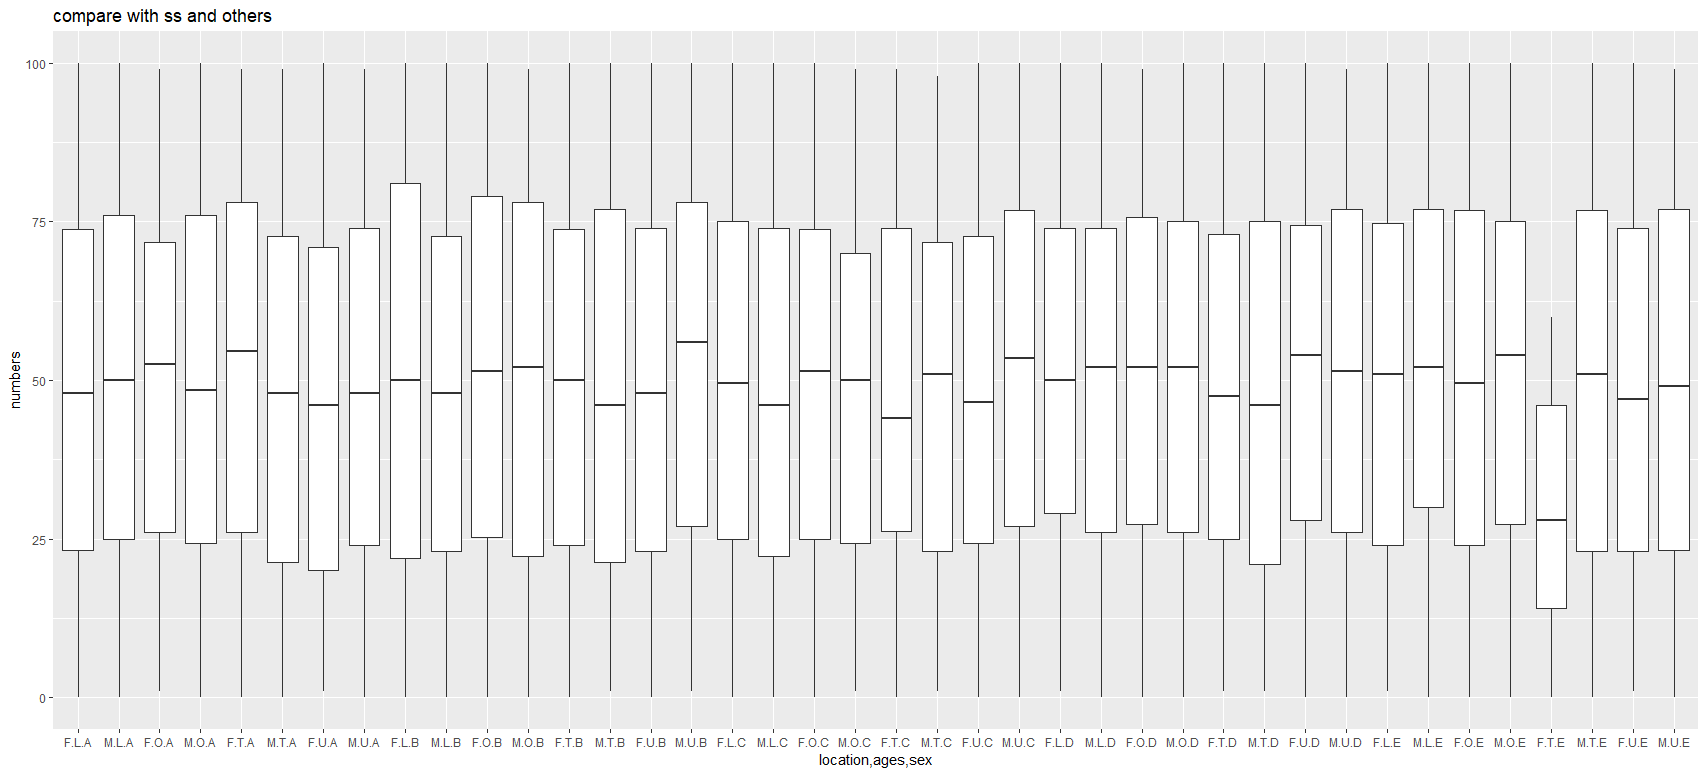 compare with ss and others
100
75
50
25
0
numbers
F.L.A M.L.A F.O.A M.O.A F.T.A M.T.A F.U.A M.U.A F.L.B M.L.B F.O.B M.O.B F.T.B M.T.B F.U.B M.U.B F.L.C M.L.C F.O.C M.O.C F.T.C M.T.C F.U.C M.U.C F.L.D M.L.D F.O.D M.O.D F.T.D M.T.D F.U.D M.U.D F.L.E M.L.E F.O.E M.O.E F.T.E M.T.E F.U.E M.U.E
location,ages,sex